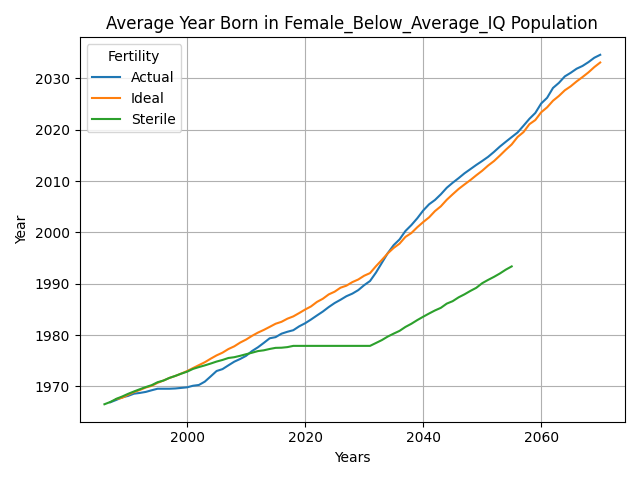 Average Year Born in Female_Below_Average_IQ Population
Fertility
Actual
Ideal
Sterile
Year
2030
2020
2010
2000
1990
1980
1970
2000
2020
2040
2060
Years